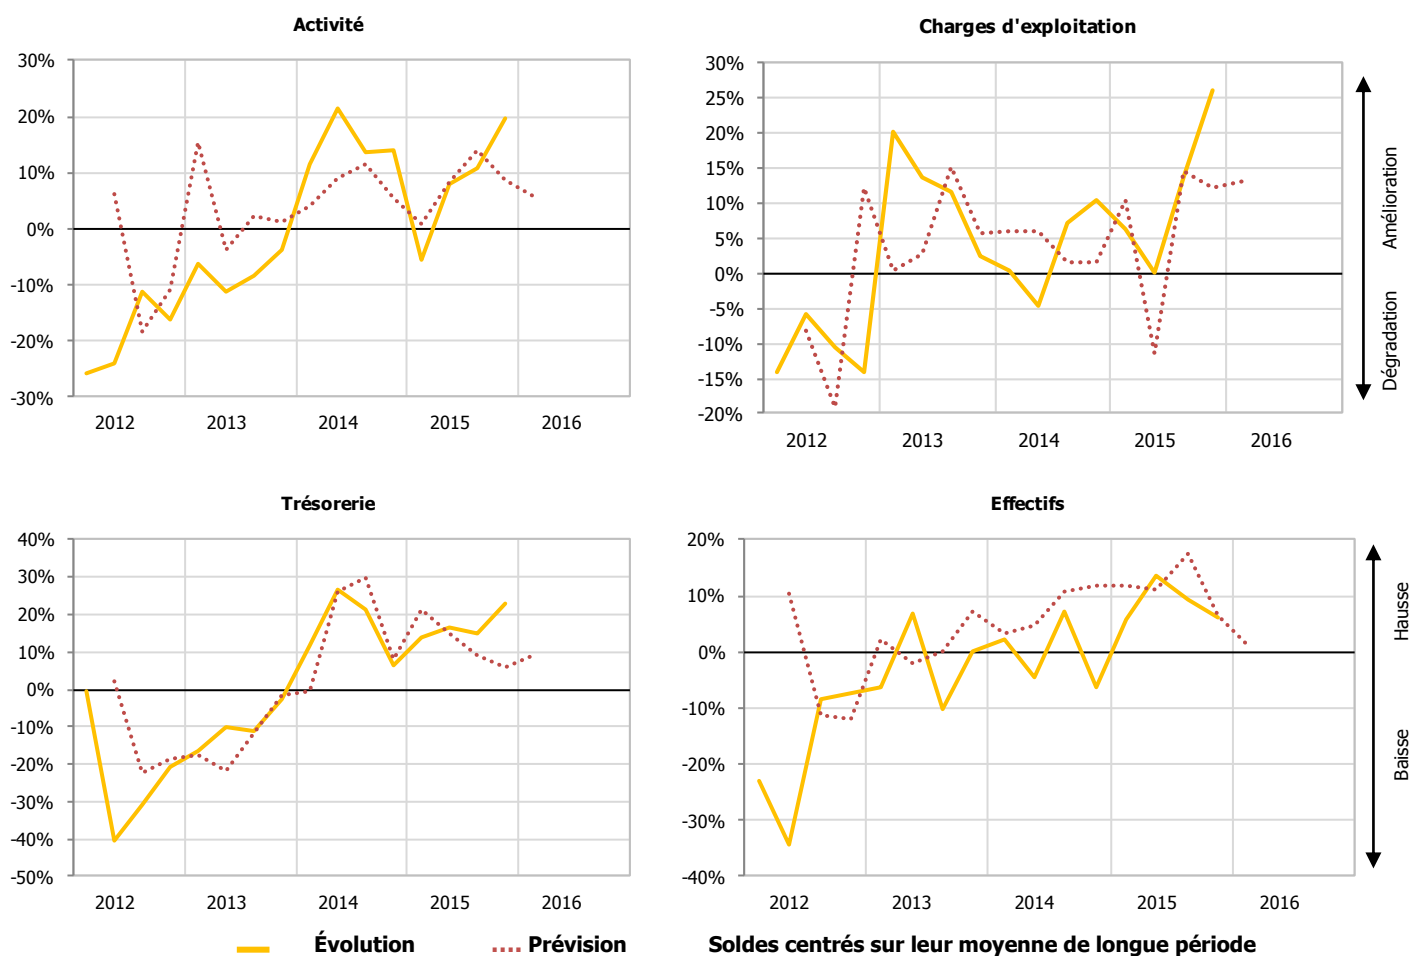 Activité
30%
20%
10%
0%
-10%
-20%
-30%
2012 2013 2014 2015 2016
Charges d'exploitation
30%
25%
20%
15%
10%
5%
0%
-5%
-10%
-15%
-20%
2012 2013 2014 2015 2016
Amélioration
Dégradation
Trésorerie
40%
30%
20%
10%
0%
-10%
-20%
-30%
-40%
-50%
2012 2013 2014 2015 2016
Effectifs
20%
10%
0%
-10%
-20%
-30%
-40%
2012 2013 2014 2015 2016
Hausse
Baisse
Évolution Prévision Soldes centrés sur leur moyenne de longue période